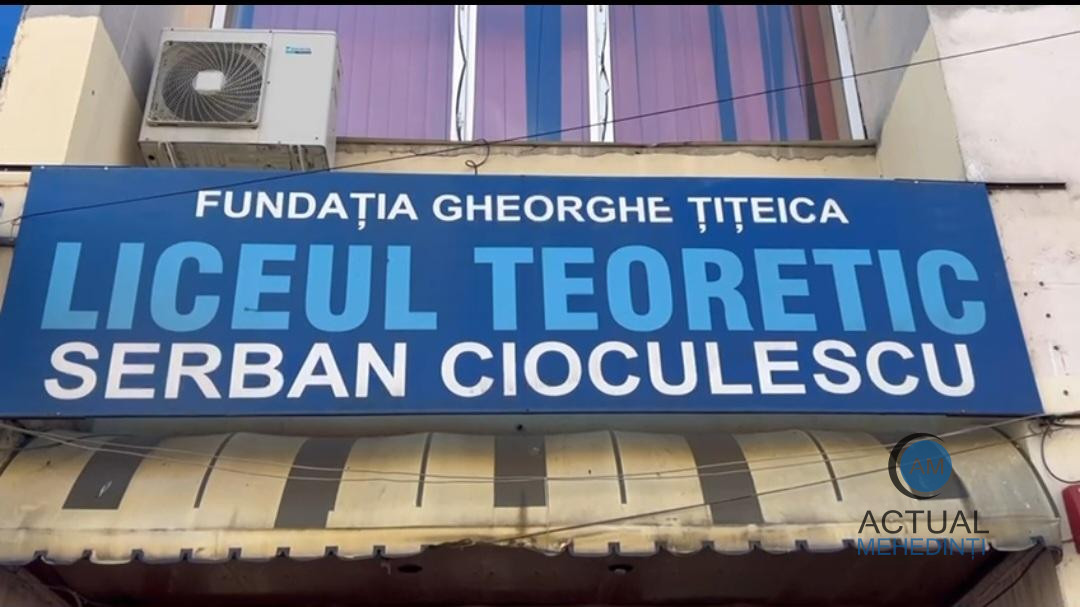 FUNDAȚIA GHEORGHE ȚIȚEICA
LICEUL TEORETIC
SERBAN CIOCULESCU
AM
ACTUAL
MEHEDINȚI